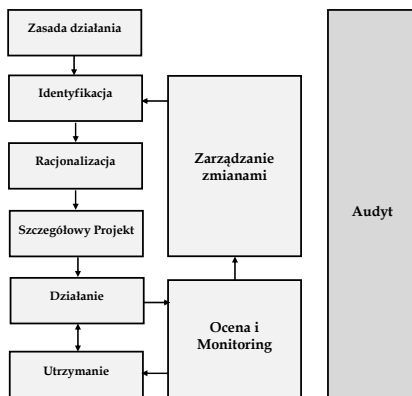 Zasada działania
Identyfikacja
Racjonalizacja
Szczegółowy Projekt
Działanie
Utrzymanie
Zarządzanie
zmianami
Ocena i
Monitoring
Audyt